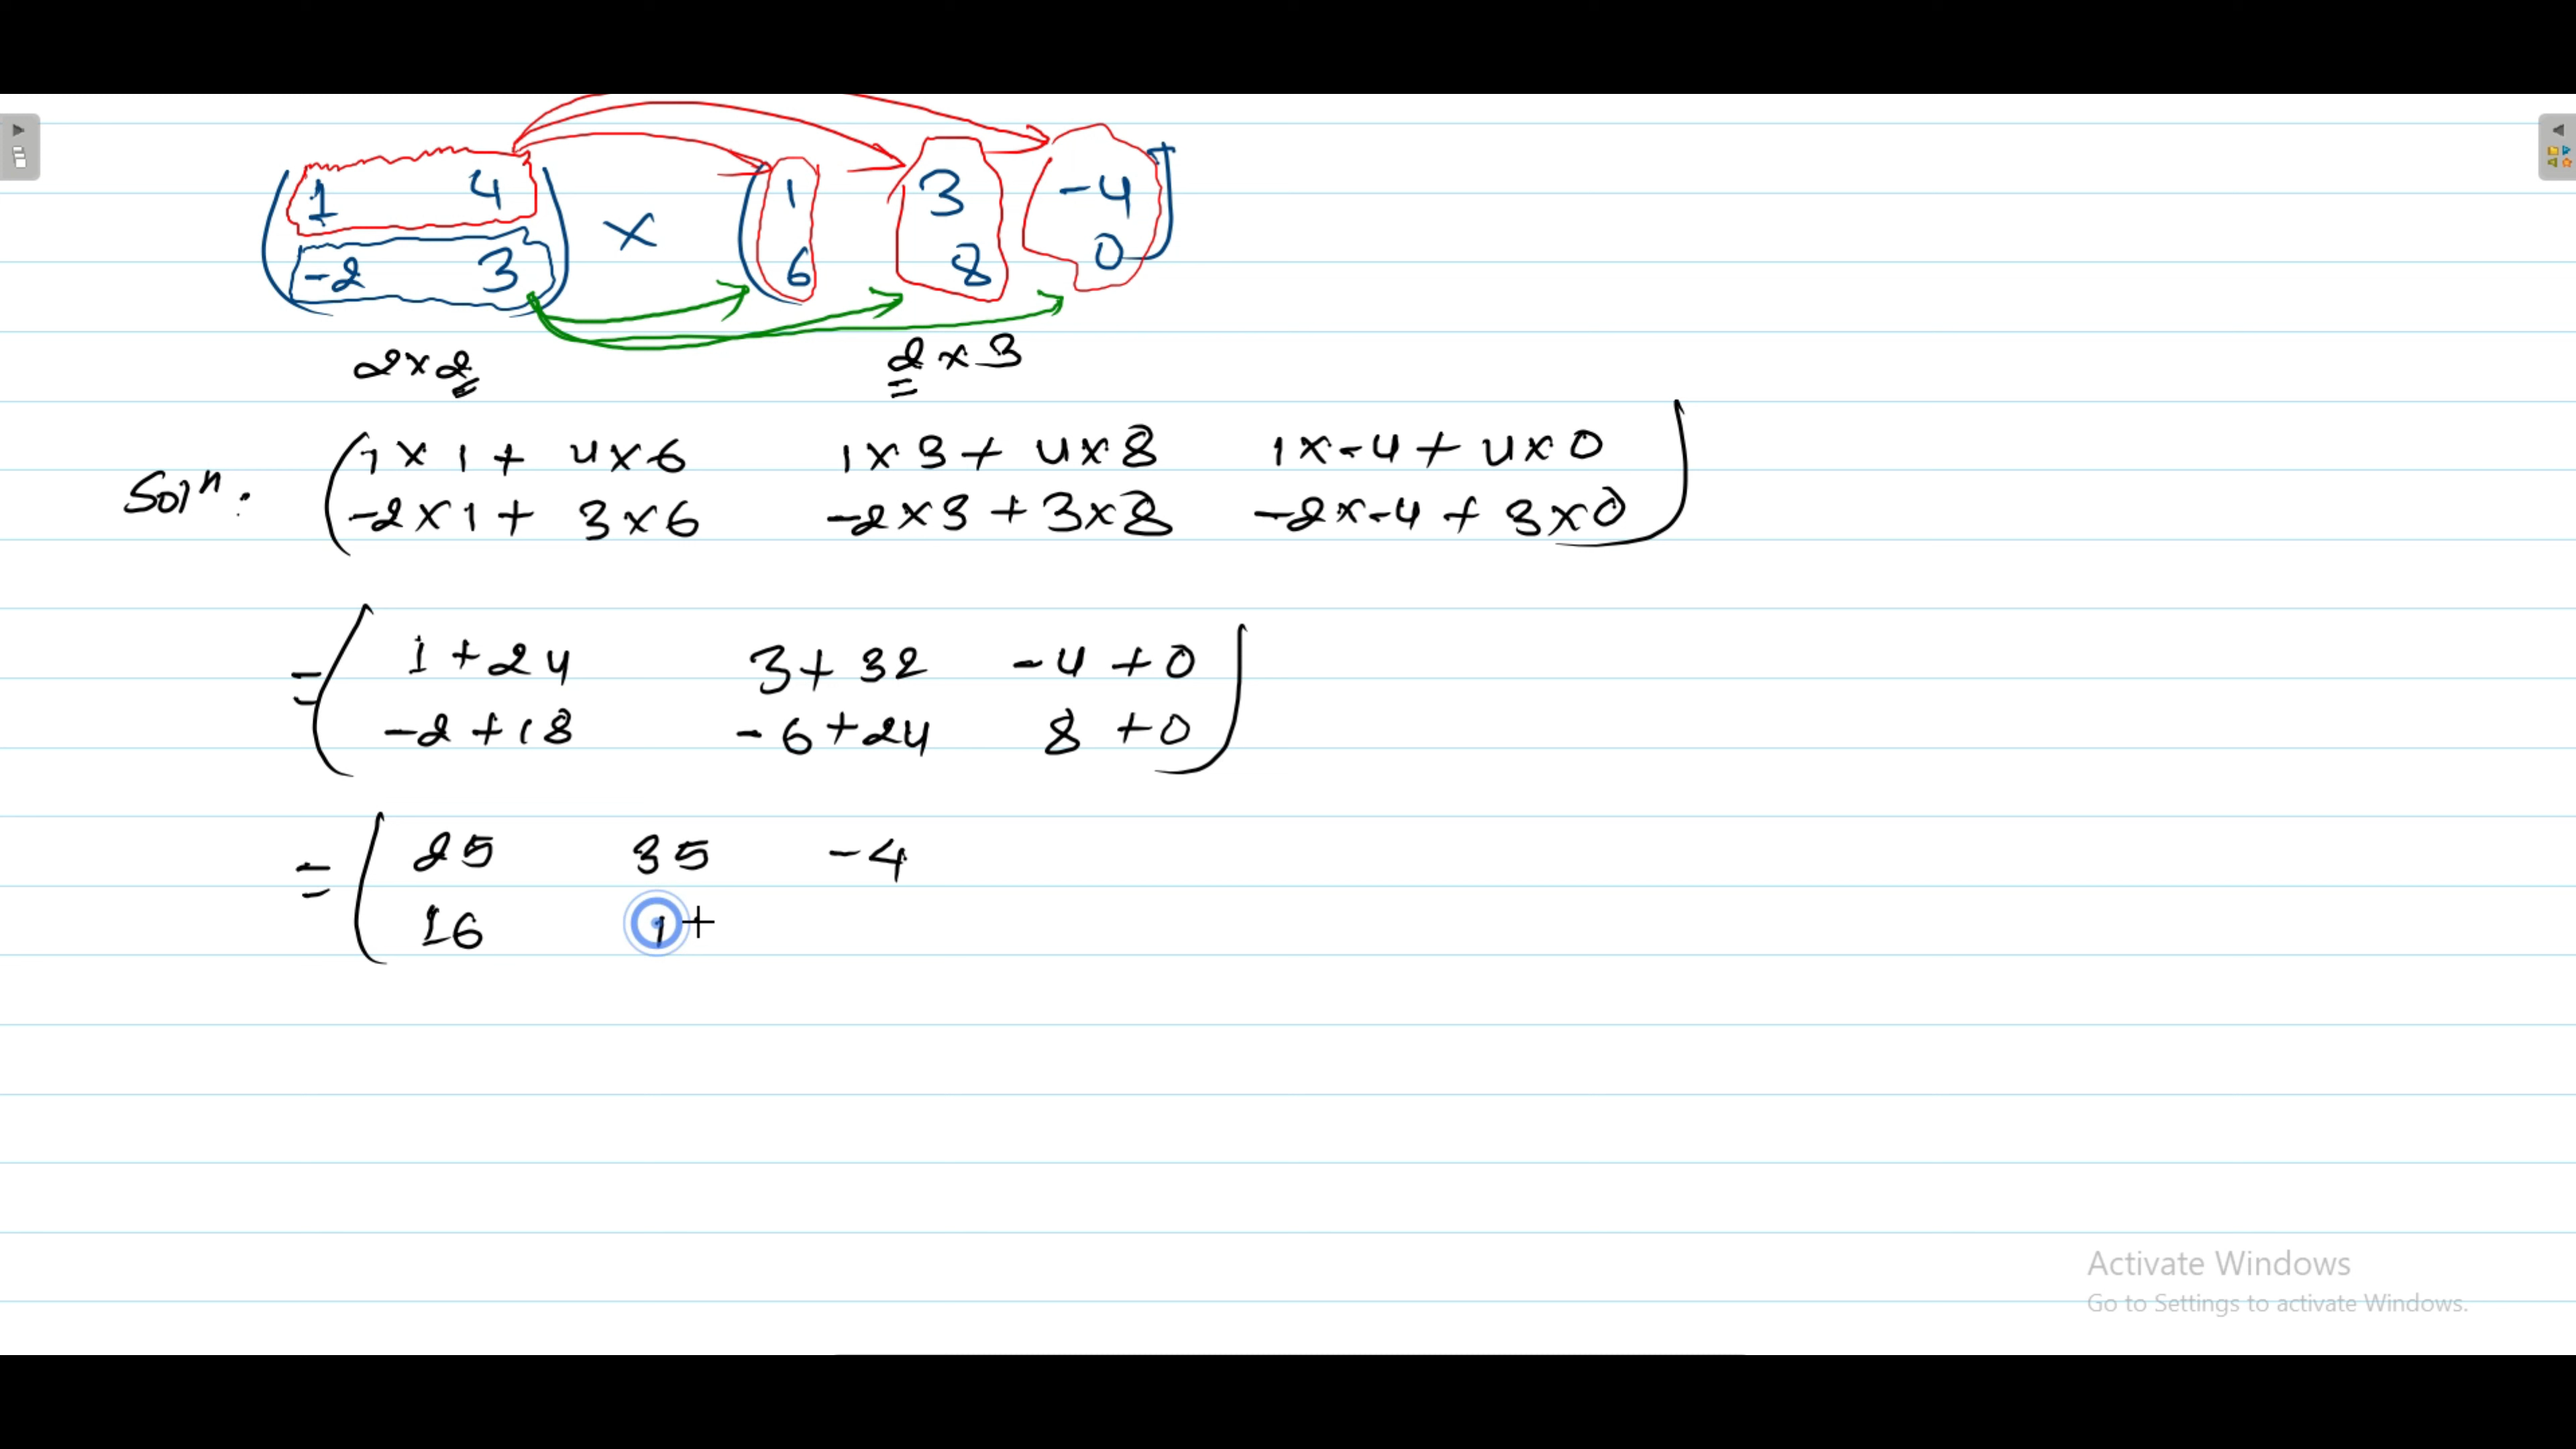 ( 1 4 ) × ( 1 3 -4 )
( -2 3 ) ( 6 8 0 )
2×2 2×3
Solⁿ: ( 1×1+ 4×6 1×3+ 4×8 1×-4+4×0 )
( -2×1+ 3×6 -2×3+3×8 -2×-4+3×0 )
= ( 1+24 3+32 -4+0 )
( -2+18 -6+24 8+0 )
= ( 25 35 -4
16 1
Activate Windows
Go to Settings to activate Windows.